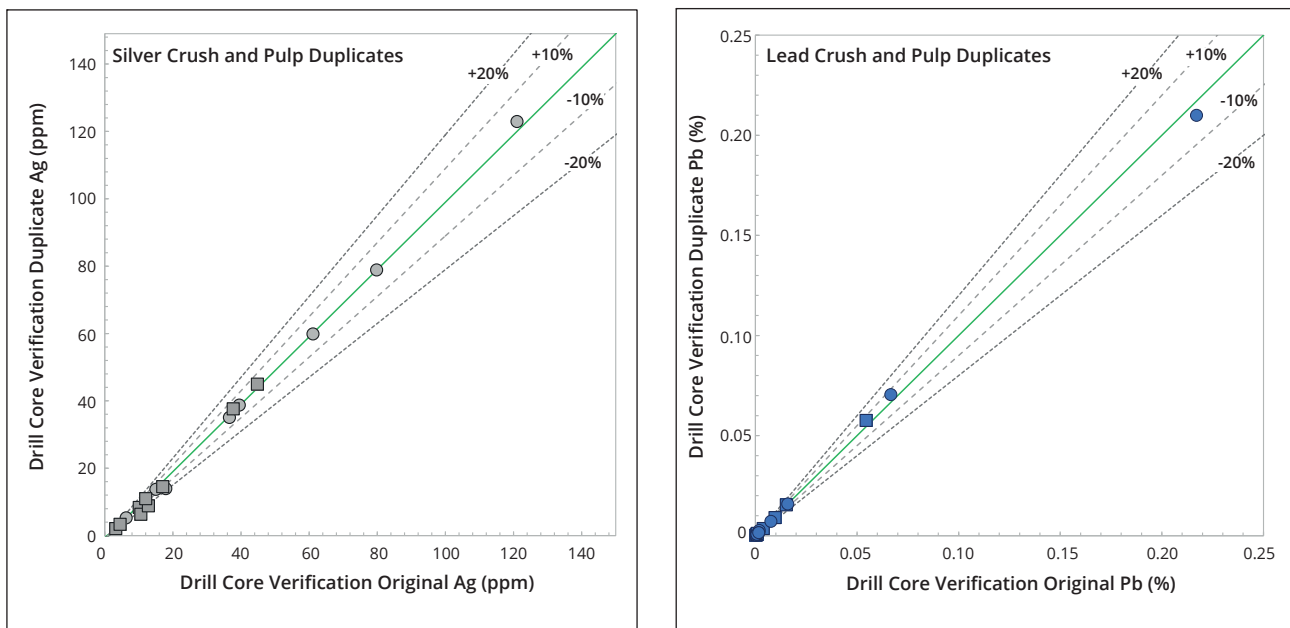 Silver Crush and Pulp Duplicates
+20%
+10%
-10%
-20%
140
120
100
80
60
40
20
0
0 20 40 60 80 100 120 140
Drill Core Verification Duplicate Ag (ppm)
Drill Core Verification Original Ag (ppm)
Lead Crush and Pulp Duplicates
+20%
+10%
-10%
-20%
0.25
0.20
0.15
0.10
0.05
0
0 0.05 0.10 0.15 0.20 0.25
Drill Core Verification Duplicate Pb (%)
Drill Core Verification Original Pb (%)